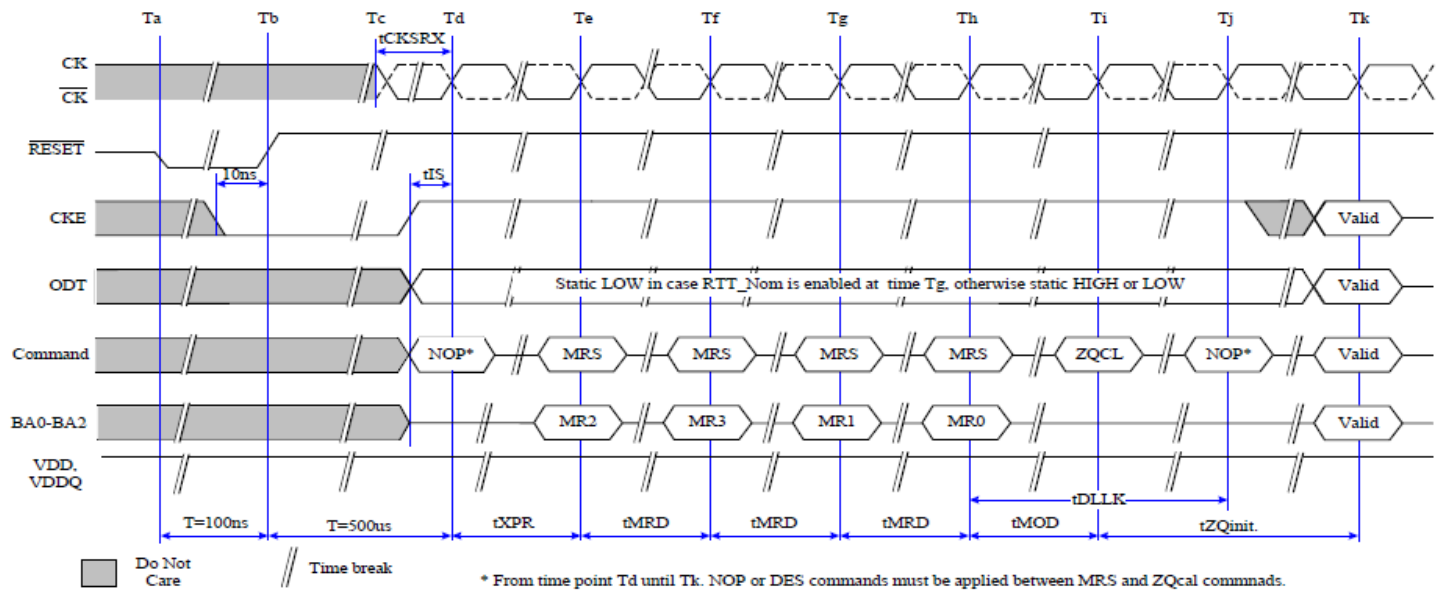 Ta Tb Tc Td Te Tf Tg Th Ti Tj Tk
tCKSRX
CK
CK
RESET
10ns
tIS
CKE
Valid
ODT
Static LOW in case RTT_Nom is enabled at time Tg, otherwise static HIGH or LOW
Valid
Command
NOP* MRS MRS MRS MRS ZQCL NOP* Valid
BA0-BA2
MR2 MR3 MR1 MR0 Valid
VDD,
VDDQ
tDLLK
T=100ns T=500us tXPR tMRD tMRD tMRD tMOD tZQinit.
Do Not
Care
Time break
* From time point Td until Tk. NOP or DES commands must be applied between MRS and ZQcal commnads.